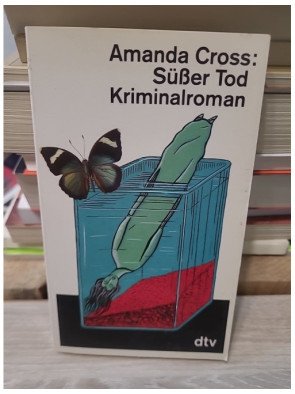 Amanda Cross:
Süßer Tod
Kriminalroman
dtv